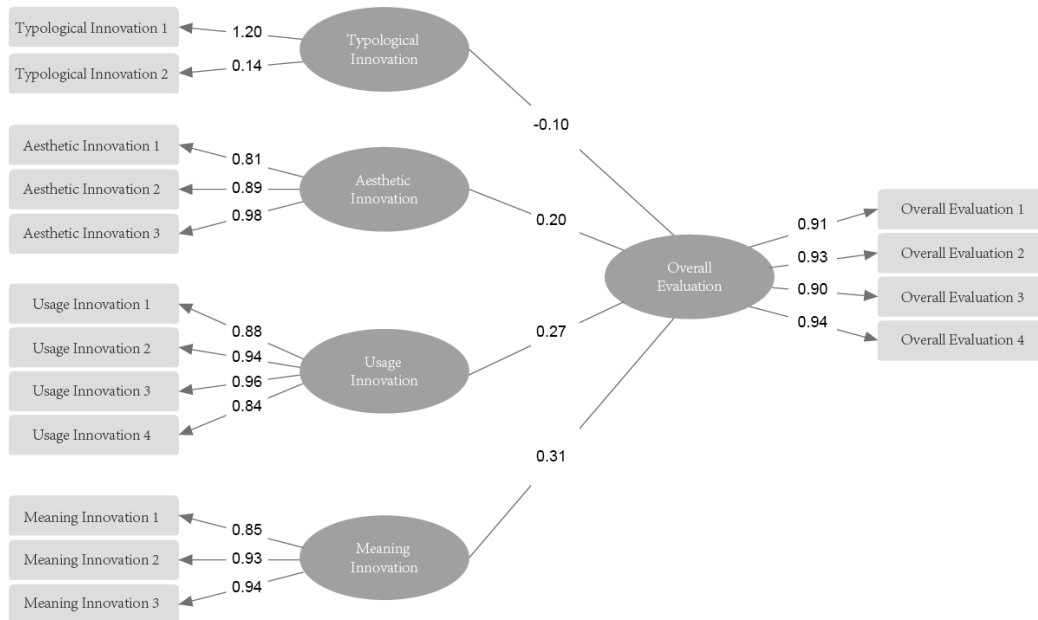 Typological Innovation 1
1.20
Typological
Innovation
Typological Innovation 2
0.14
-0.10
Aesthetic Innovation 1
0.81
Aesthetic Innovation 2
0.89
Aesthetic
Innovation
Aesthetic Innovation 3
0.98
0.20
Overall
Evaluation
0.91
Overall Evaluation 1
0.93
Overall Evaluation 2
0.90
Overall Evaluation 3
0.94
Overall Evaluation 4
Usage Innovation 1
0.88
Usage Innovation 2
0.94
Usage
Innovation
Usage Innovation 3
0.96
Usage Innovation 4
0.84
0.27
0.31
Meaning Innovation 1
0.85
Meaning Innovation 2
0.93
Meaning
Innovation
Meaning Innovation 3
0.94